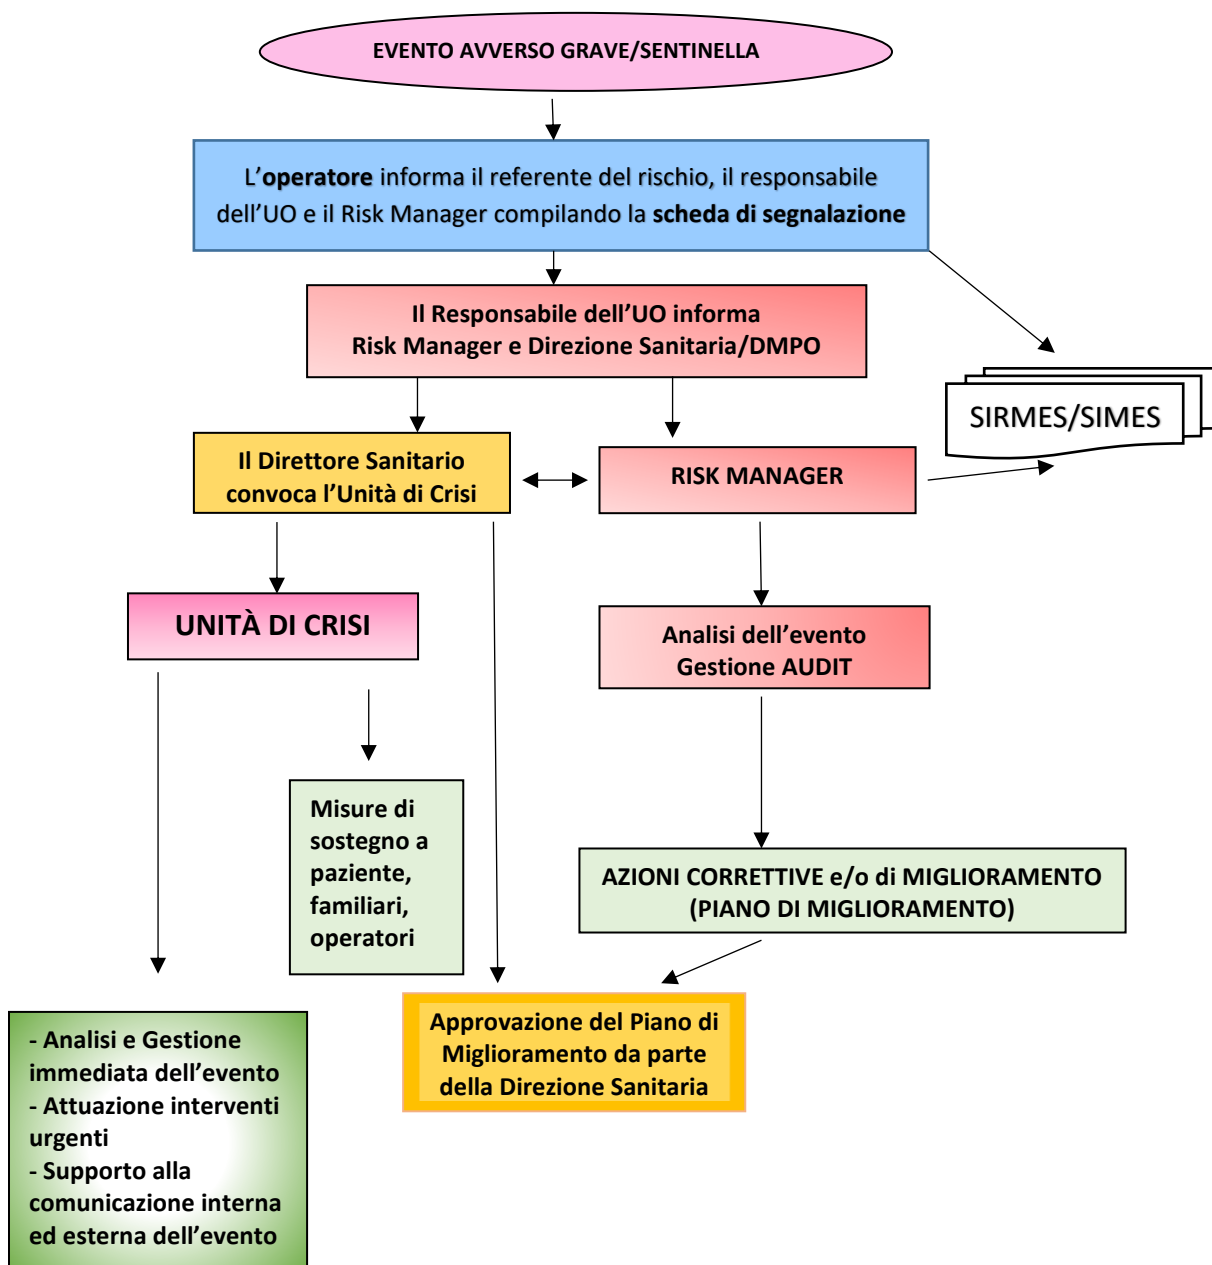 EVENTO AVVERSO GRAVE/SENTINELLA
L’operatore informa il referente del rischio, il responsabile
dell’UO e il Risk Manager compilando la scheda di segnalazione
Il Responsabile dell’UO informa
Risk Manager e Direzione Sanitaria/DMPO
SIRMES/SIMES
Il Direttore Sanitario
convoca l’Unità di Crisi
RISK MANAGER
UNITÀ DI CRISI
Analisi dell’evento
Gestione AUDIT
Misure di
sostegno a
paziente,
familiari,
operatori
AZIONI CORRETTIVE e/o di MIGLIORAMENTO
(PIANO DI MIGLIORAMENTO)
Approvazione del Piano di
Miglioramento da parte
della Direzione Sanitaria
- Analisi e Gestione
immediata dell’evento
- Attuazione interventi
urgenti
- Supporto alla
comunicazione interna
ed esterna dell’evento